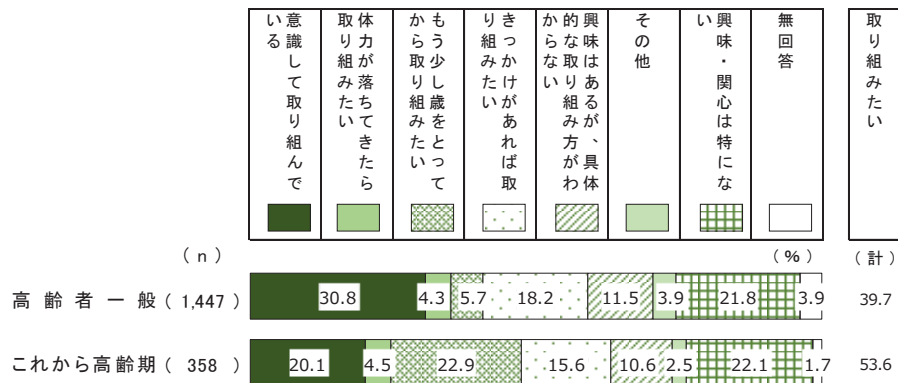 意識して取り組んで
いる
体力が落ちてきたら
取り組みたい
もう少し歳をとって
から取り組みたい
きっかけがあれば取
り組みたい
興味はあるが、具体
的な取り組み方がわ
からない
その他
興味・関心は特にな
い
無回答
取り組みたい
(n) (%) (計)
高齢者一般 (1,447) 30.8 4.3 5.7 18.2 11.5 3.9 21.8 3.9 39.7
これから高齢期 ( 358 ) 20.1 4.5 22.9 15.6 10.6 2.5 22.1 1.7 53.6